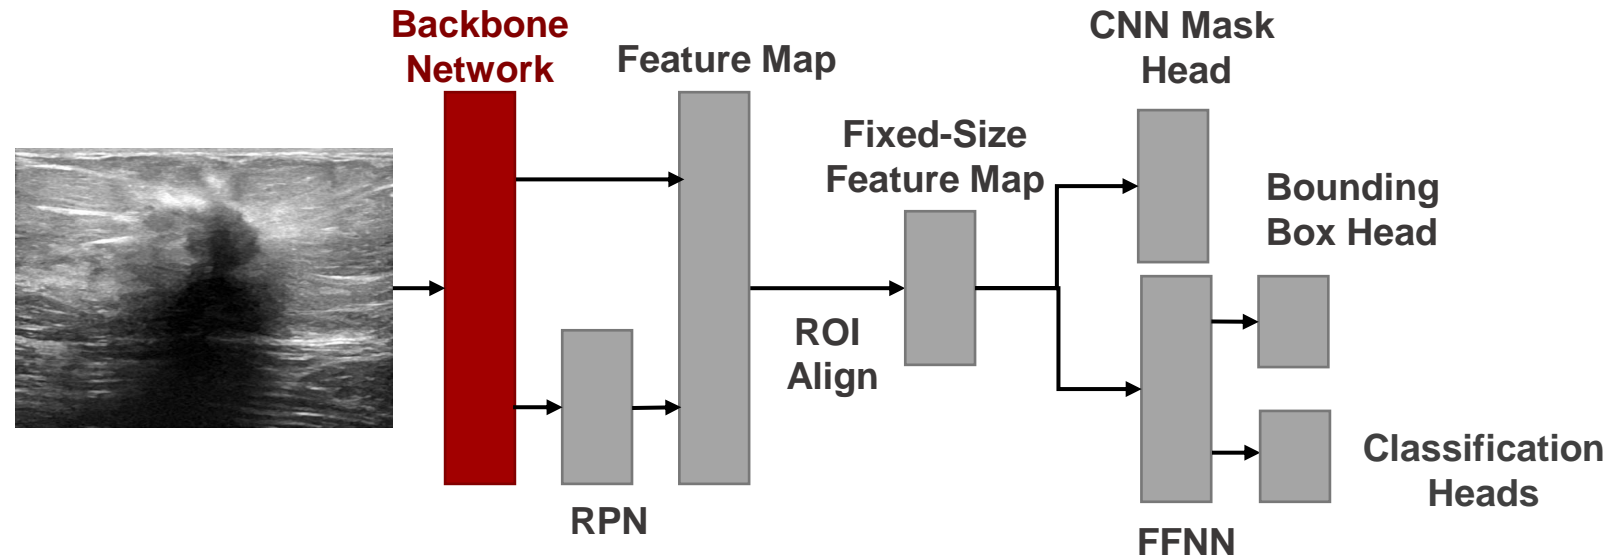 Backbone
Network
Feature Map
CNN Mask
Head
Fixed-Size
Feature Map
Bounding
Box Head
ROI
Align
Classification
Heads
RPN
FFNN